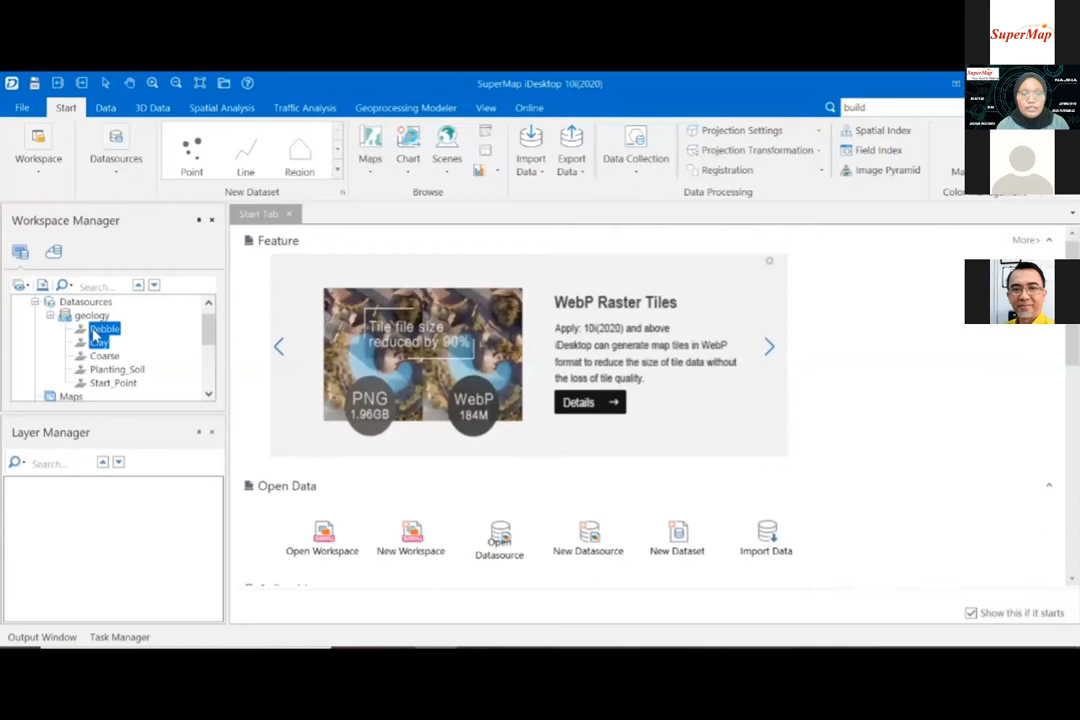 SuperMap
SuperMap iDesktop 10i(2020)
File
Start
Data
3D Data
Spatial Analysis
Traffic Analysis
Geoprocessing Modeler
View
Online
build
Workspace
Datasources
Point
Line
Region
New Dataset
Maps
Chart
Scenes
Browse
Import
Data
Export
Data
Data Collection
Projection Settings
Projection Transformation
Registration
Data Processing
Spatial Index
Field Index
Image Pyramid
Workspace Manager
Search...
Datasources
geology
Pebble
Clay
Coarse
Planting_Soil
Start_Point
Maps
Layer Manager
Search...
Start Tab
Feature
More>
Tile file size
reduced by 90%
PNG
1.96GB
WebP
184M
WebP Raster Tiles
Apply: 10i(2020) and above
iDesktop can generate map tiles in WebP
format to reduce the size of tile data without
the loss of tile quality.
Details
Open Data
Open Workspace
New Workspace
Open
Datasource
New Datasource
New Dataset
Import Data
Show this if it starts
Output Window
Task Manager
SuperMap
NAJIHA